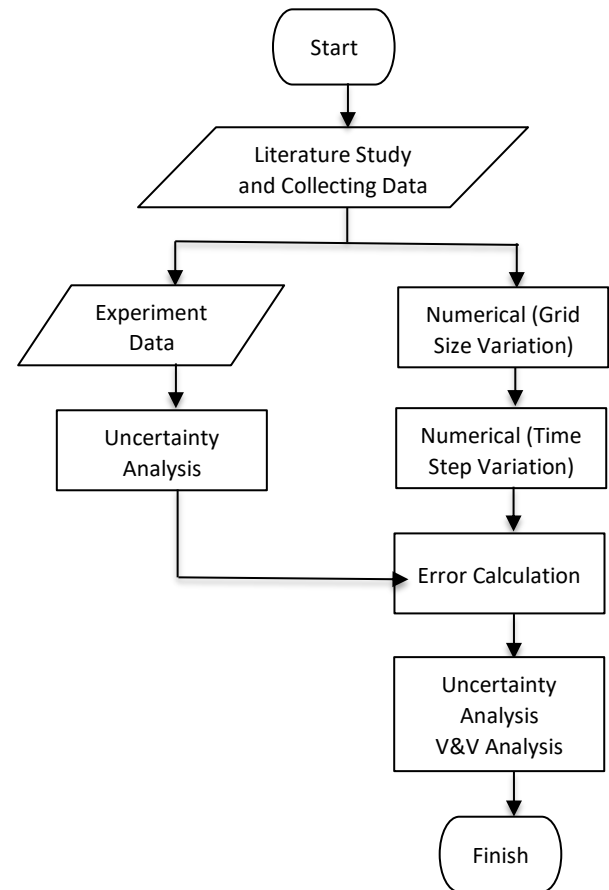 Start
Literature Study
and Collecting Data
Experiment
Data
Uncertainty
Analysis
Numerical (Grid
Size Variation)
Numerical (Time
Step Variation)
Error Calculation
Uncertainty
Analysis
V&V Analysis
Finish